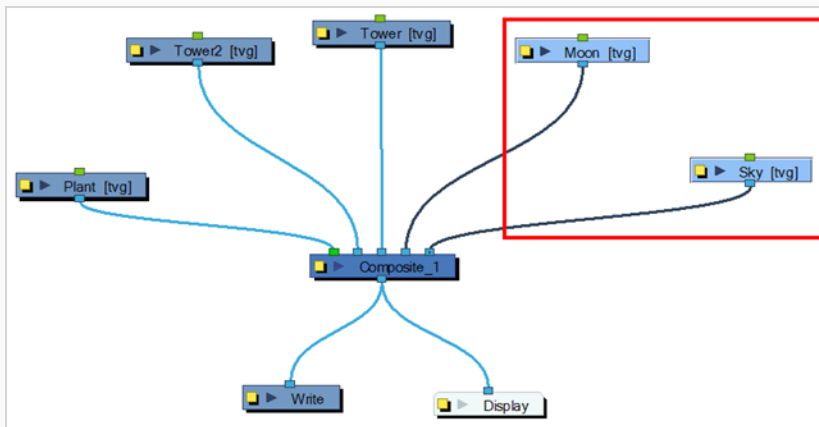 Tower [tvg]
Tower2 [tvg]
Moon [tvg]
Sky [tvg]
Plant [tvg]
Composite_1
Write
Display